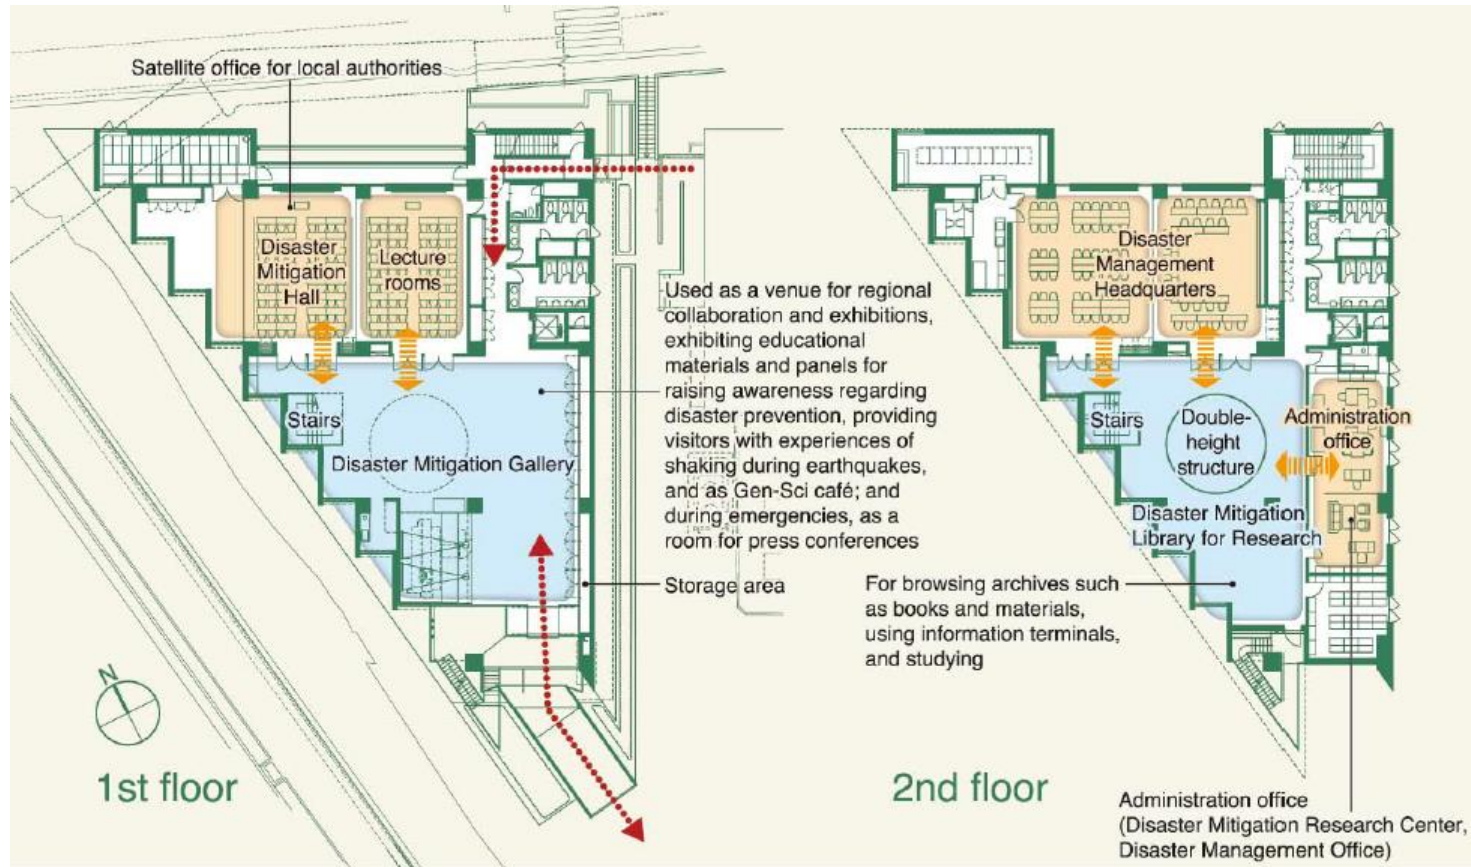 Satellite office for local authorities
Disaster
Mitigation
Hall
Lecture
rooms
Stairs
Disaster Mitigation Gallery
Used as a venue for regional
collaboration and exhibitions,
exhibiting educational
materials and panels for
raising awareness regarding
disaster prevention, providing
visitors with experiences of
shaking during earthquakes,
and as Gen-Sci café; and
during emergencies, as a
room for press conferences
Storage area
N
1st floor
Disaster
Management
Headquarters
Stairs
Double-
height
structure
Administration
office
Disaster Mitigation
Library for Research
For browsing archives such
as books and materials,
using information terminals,
and studying
2nd floor
Administration office
(Disaster Mitigation Research Center,
Disaster Management Office)